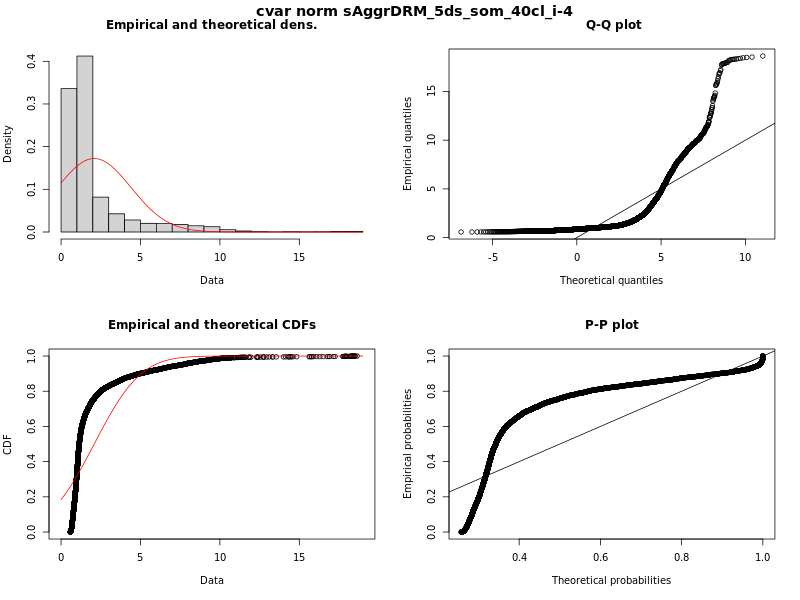 cvar norm sAggrDRM_5ds_som_40cl_i-4
Empirical and theoretical dens.
Density
0.0 0.1 0.2 0.3 0.4
0 5 10 15
Data
Q-Q plot
Empirical quantiles
0 5 10 15
-5 0 5 10
Theoretical quantiles
Empirical and theoretical CDFs
CDF
0.0 0.2 0.4 0.6 0.8 1.0
0 5 10 15
Data
P-P plot
Empirical probabilities
0.0 0.2 0.4 0.6 0.8 1.0
0.4 0.6 0.8 1.0
Theoretical probabilities